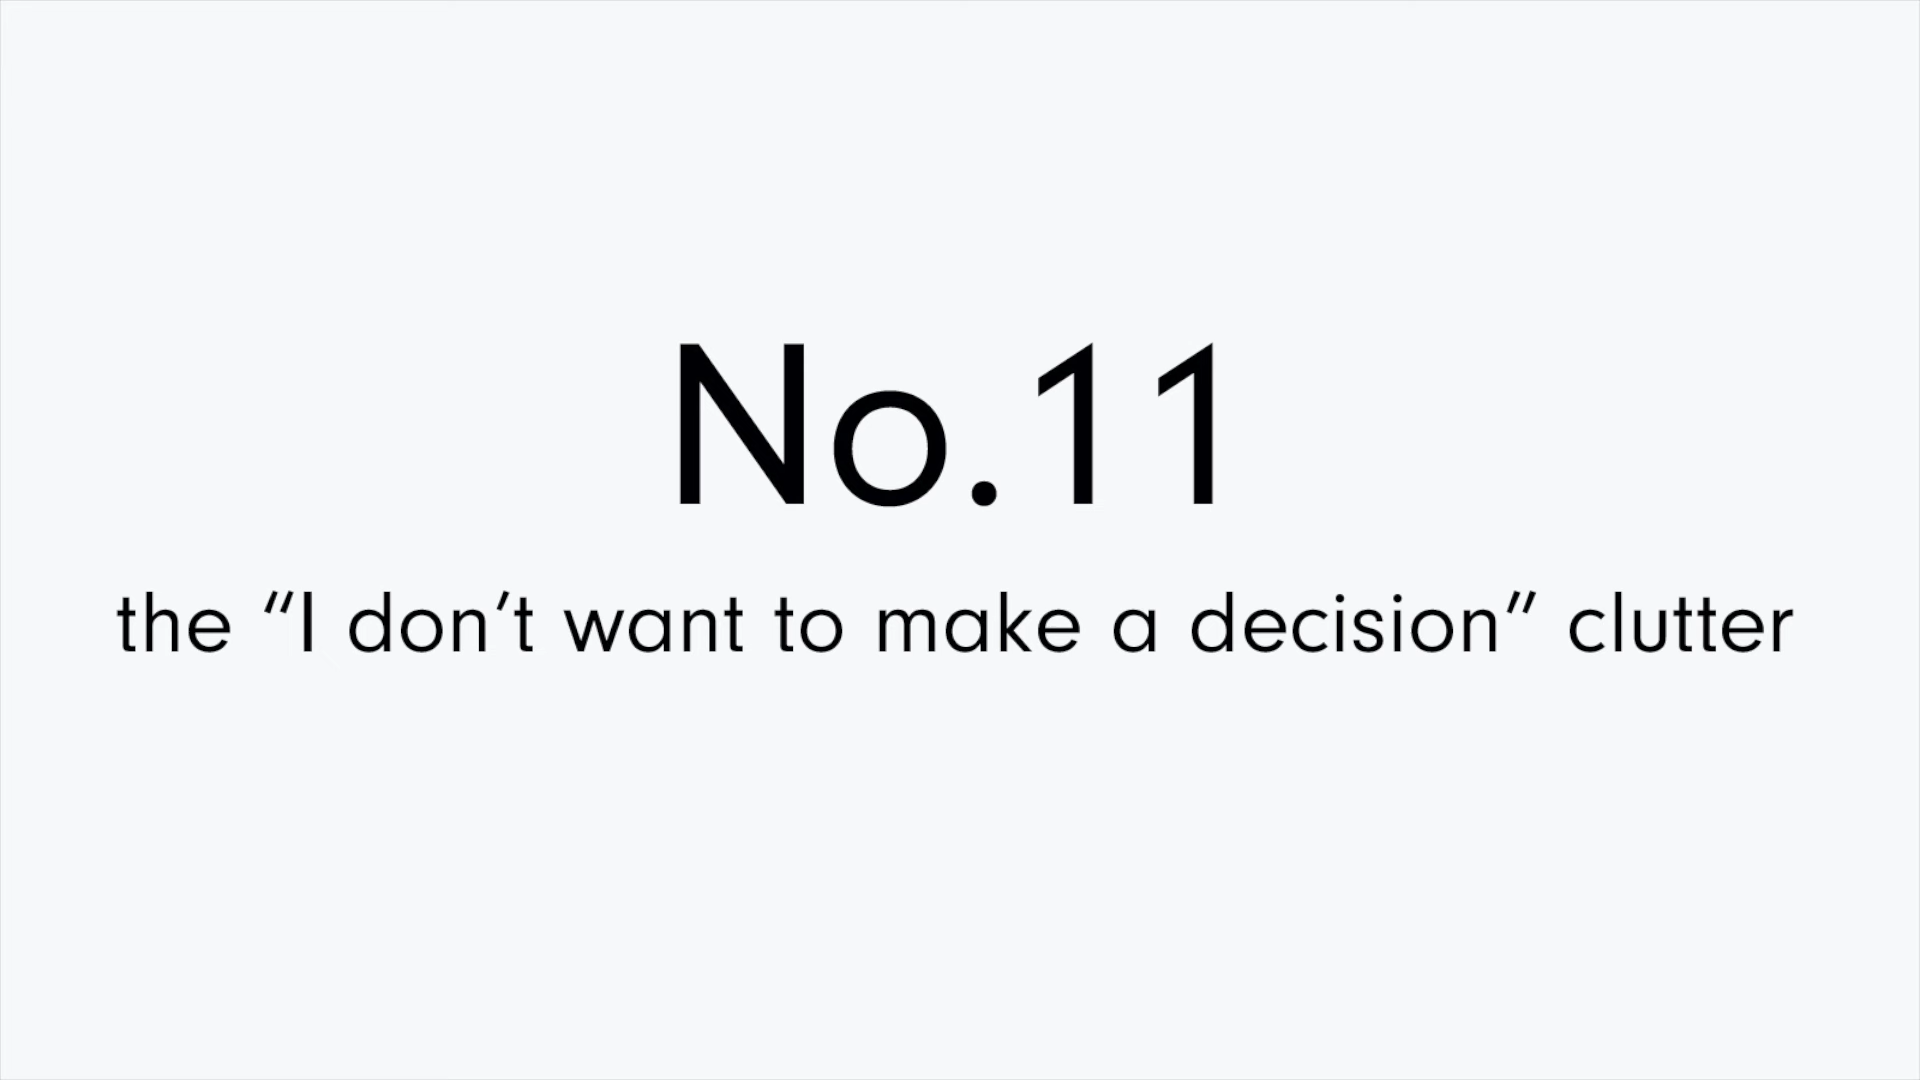 No.11
the “I don’t want to make a decision” clutter